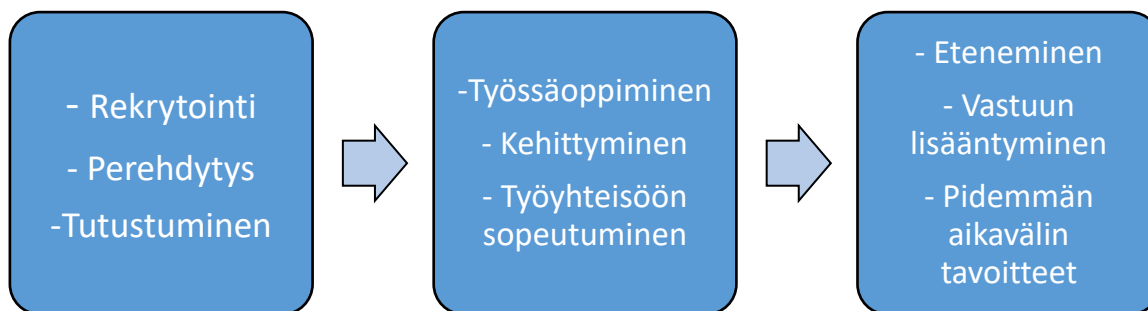 - Rekrytointi
- Perehdytys
-Tutustuminen
-Työssäoppiminen
- Kehittyminen
- Työyhteisöön
sopeutuminen
- Eteneminen
- Vastuun
lisääntyminen
- Pidemmän
aikavälin
tavoitteet